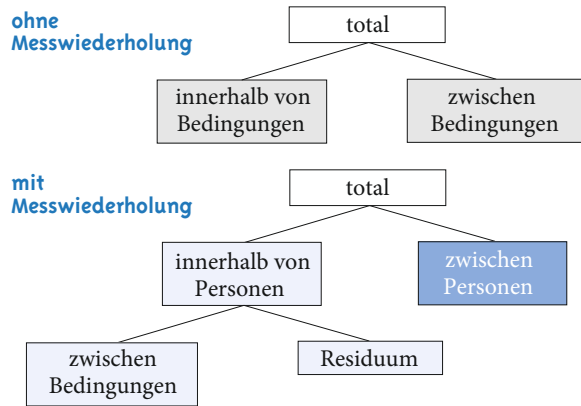 ohne
Messwiederholung
total
innerhalb von
Bedingungen
zwischen
Bedingungen
mit
Messwiederholung
total
innerhalb von
Personen
zwischen
Personen
zwischen
Bedingungen
Residuum